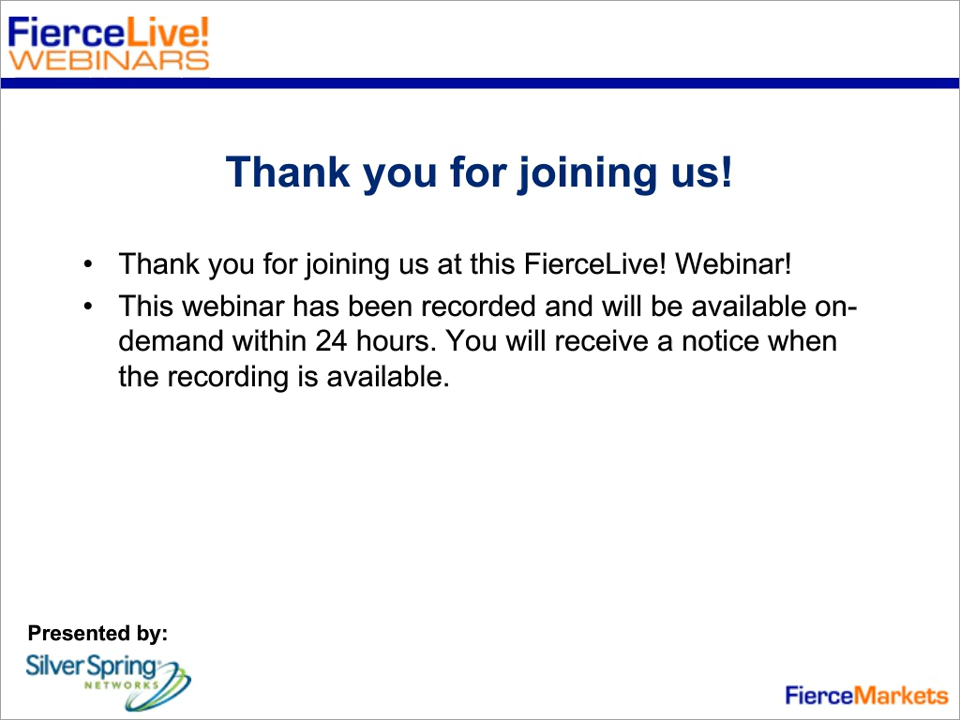 FierceLive!
WEBINARS
Thank you for joining us!
• Thank you for joining us at this FierceLive! Webinar!
• This webinar has been recorded and will be available on-
demand within 24 hours. You will receive a notice when
the recording is available.
Presented by:
Silver Spring
NETWORKS
FierceMarkets